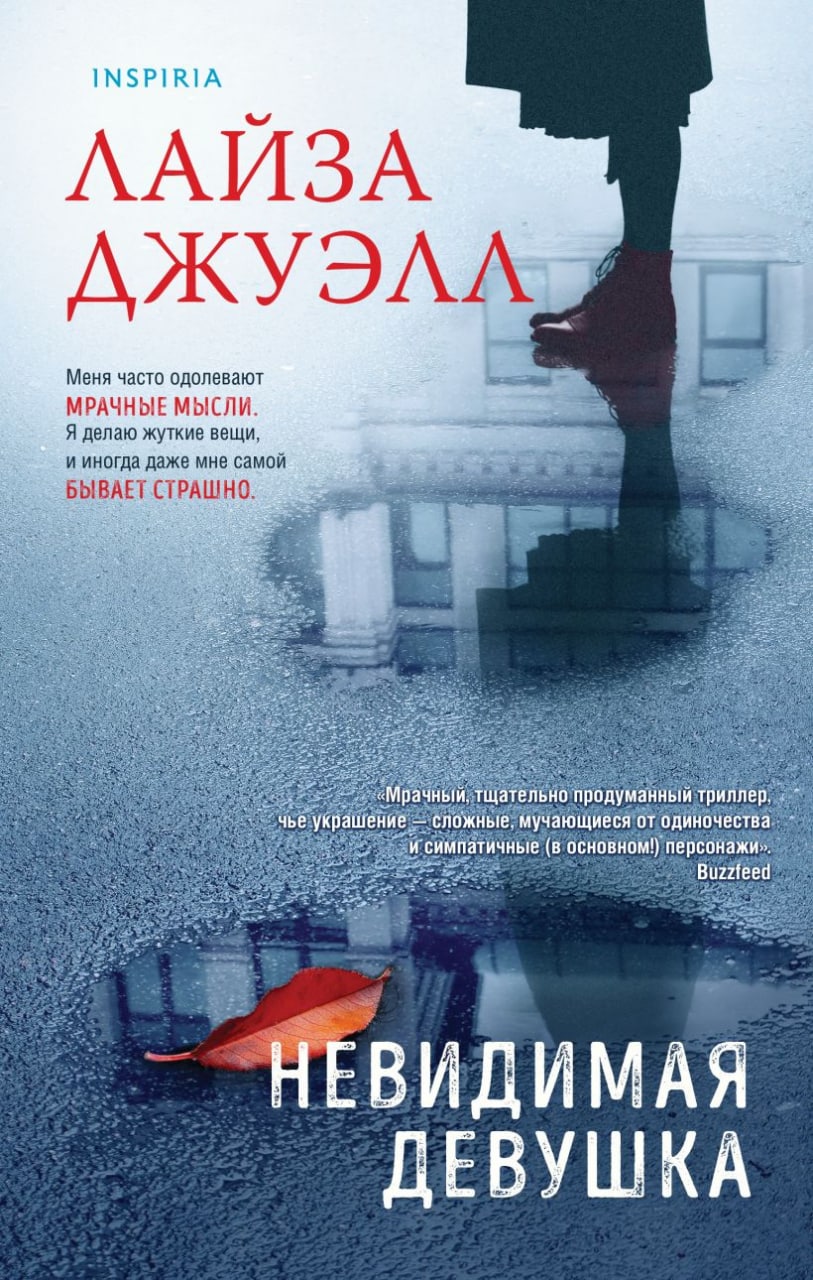 INSPIRIA
ЛАЙЗА
ДЖУЭЛЛ
Меня часто одолевают
МРАЧНЫЕ МЫСЛИ.
Я делаю жуткие вещи,
и иногда даже мне самой
БЫВАЕТ СТРАШНО.
«Мрачный, тщательно продуманный триллер,
чье украшение — сложные, мучающиеся от одиночества
и симпатичные (в основном!) персонажи».
Buzzfeed
НЕВИДИМАЯ
ДЕВУШКА